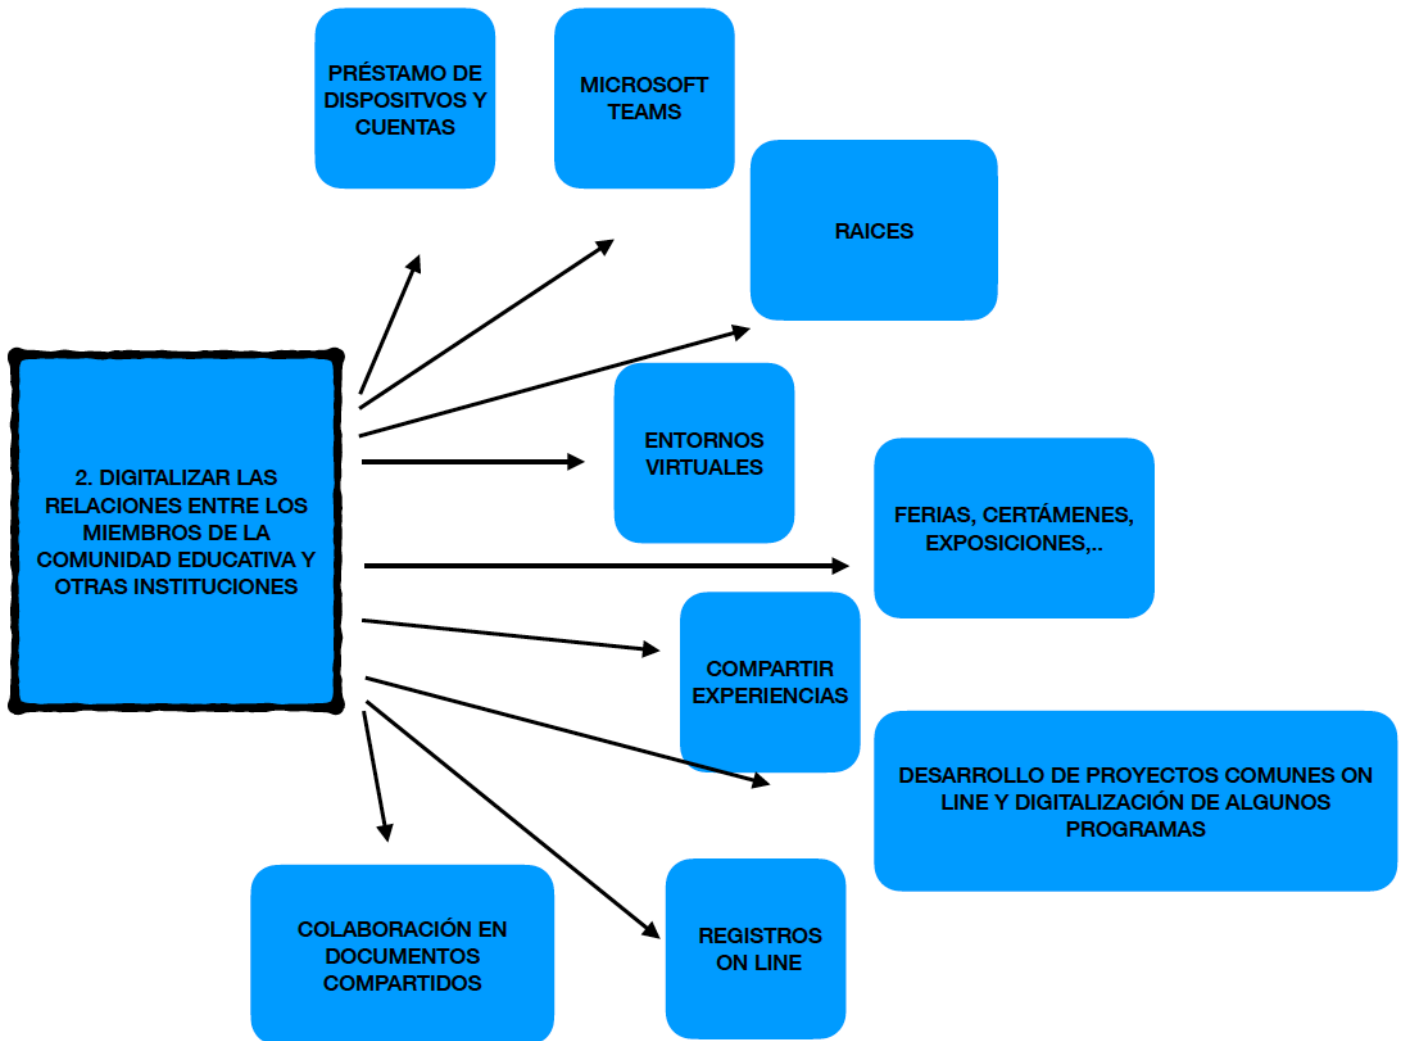 PRÉSTAMO DE
DISPOSITVOS Y
CUENTAS
MICROSOFT
TEAMS
RAICES
ENTORNOS
VIRTUALES
2. DIGITALIZAR LAS
RELACIONES ENTRE LOS
MIEMBROS DE LA
COMUNIDAD EDUCATIVA Y
OTRAS INSTITUCIONES
FERIAS, CERTÁMENES,
EXPOSICIONES,..
COMPARTIR
EXPERIENCIAS
DESARROLLO DE PROYECTOS COMUNES ON
LINE Y DIGITALIZACIÓN DE ALGUNOS
PROGRAMAS
COLABORACIÓN EN
DOCUMENTOS
COMPARTIDOS
REGISTROS
ON LINE